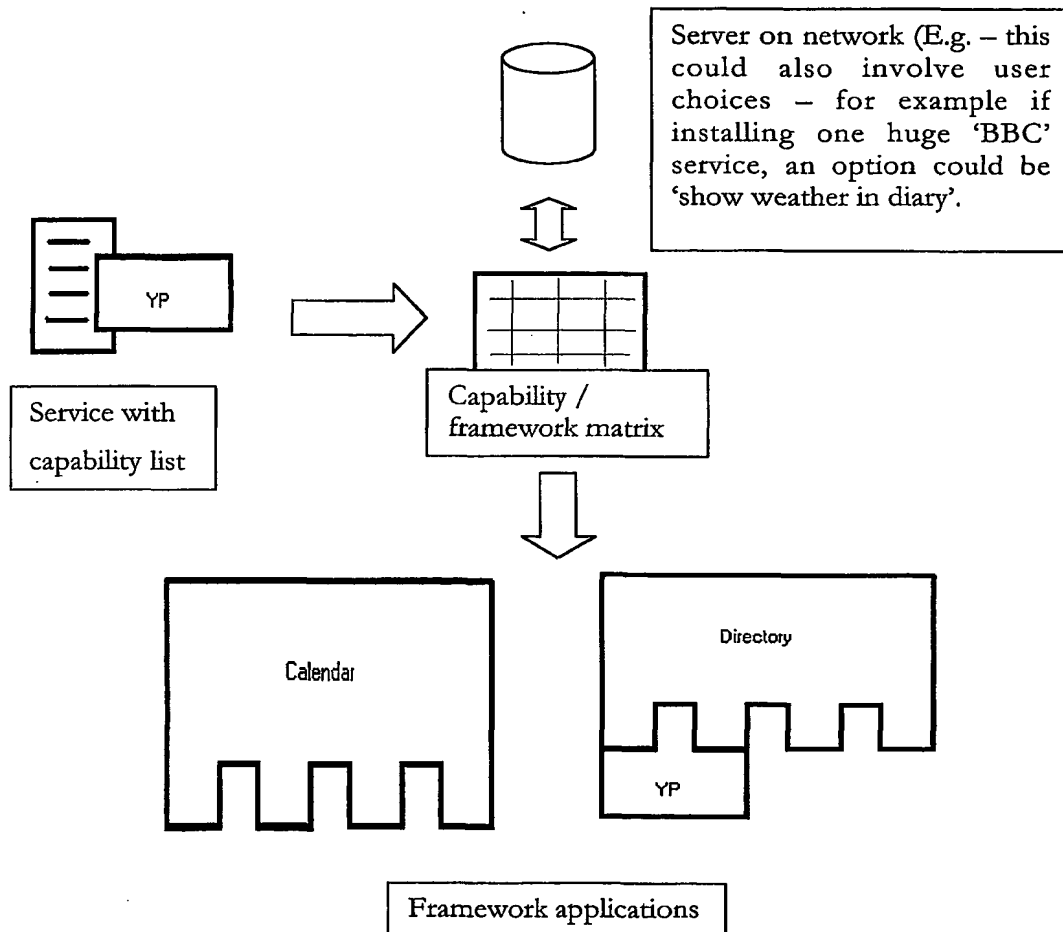 Server on network (E.g. – this
could also involve user
choices – for example if
installing one huge ‘BBC’
service, an option could be
‘show weather in diary’.
YP
Service with
capability list
Capability /
framework matrix
Calendar
Directory
YP
Framework applications